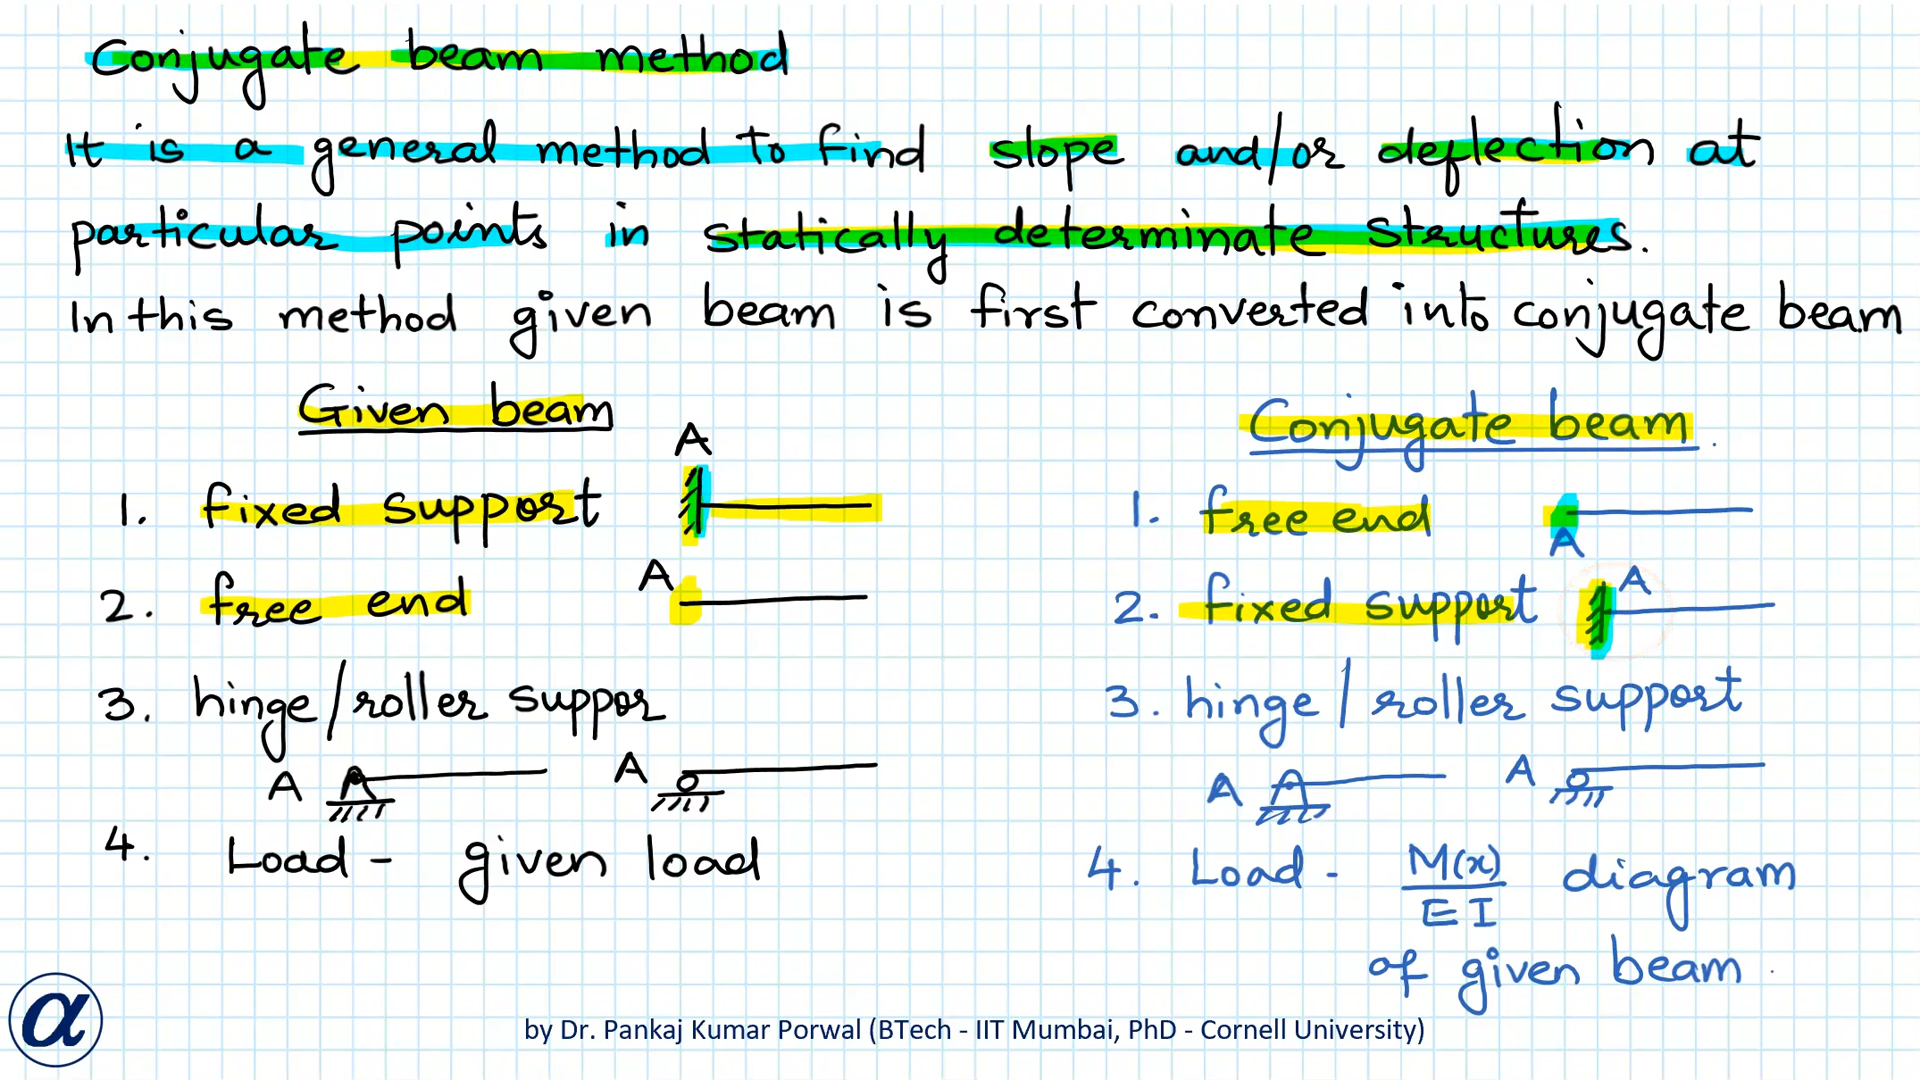 Conjugate beam method
It is a general method to find slope and/or deflection at
particular points in statically determinate structures.
In this method given beam is first converted into conjugate beam
Given beam
A
1. fixed support
A
2. free end
3. hinge/roller suppor
A A
4. Load - given load
Conjugate beam
1. free end
A
2. fixed support A
3. hinge/roller support
A A
4. Load - M(x)/EI diagram
of given beam
α
by Dr. Pankaj Kumar Porwal (BTech - IIT Mumbai, PhD - Cornell University)